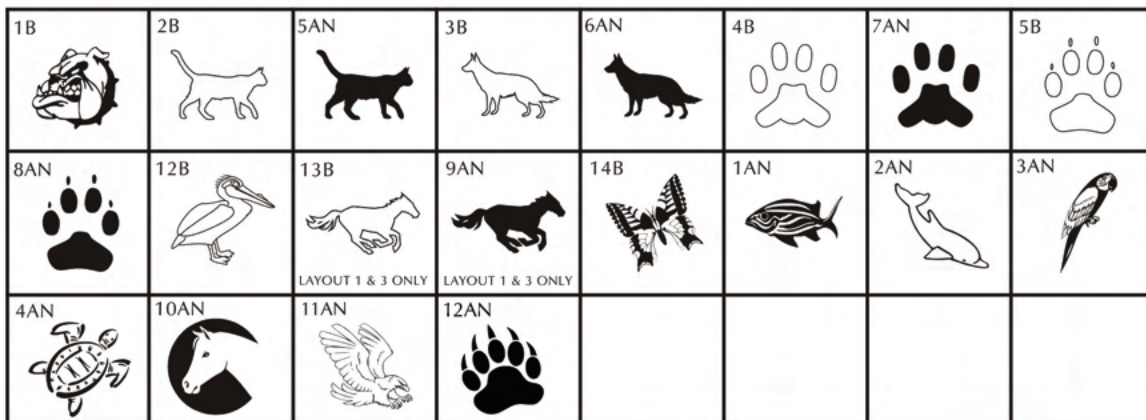 1B
2B
5AN
3B
6AN
4B
7AN
5B
8AN
12B
13B
9AN
14B
1AN
2AN
3AN
LAYOUT 1 & 3 ONLY
LAYOUT 1 & 3 ONLY
4AN
10AN
11AN
12AN